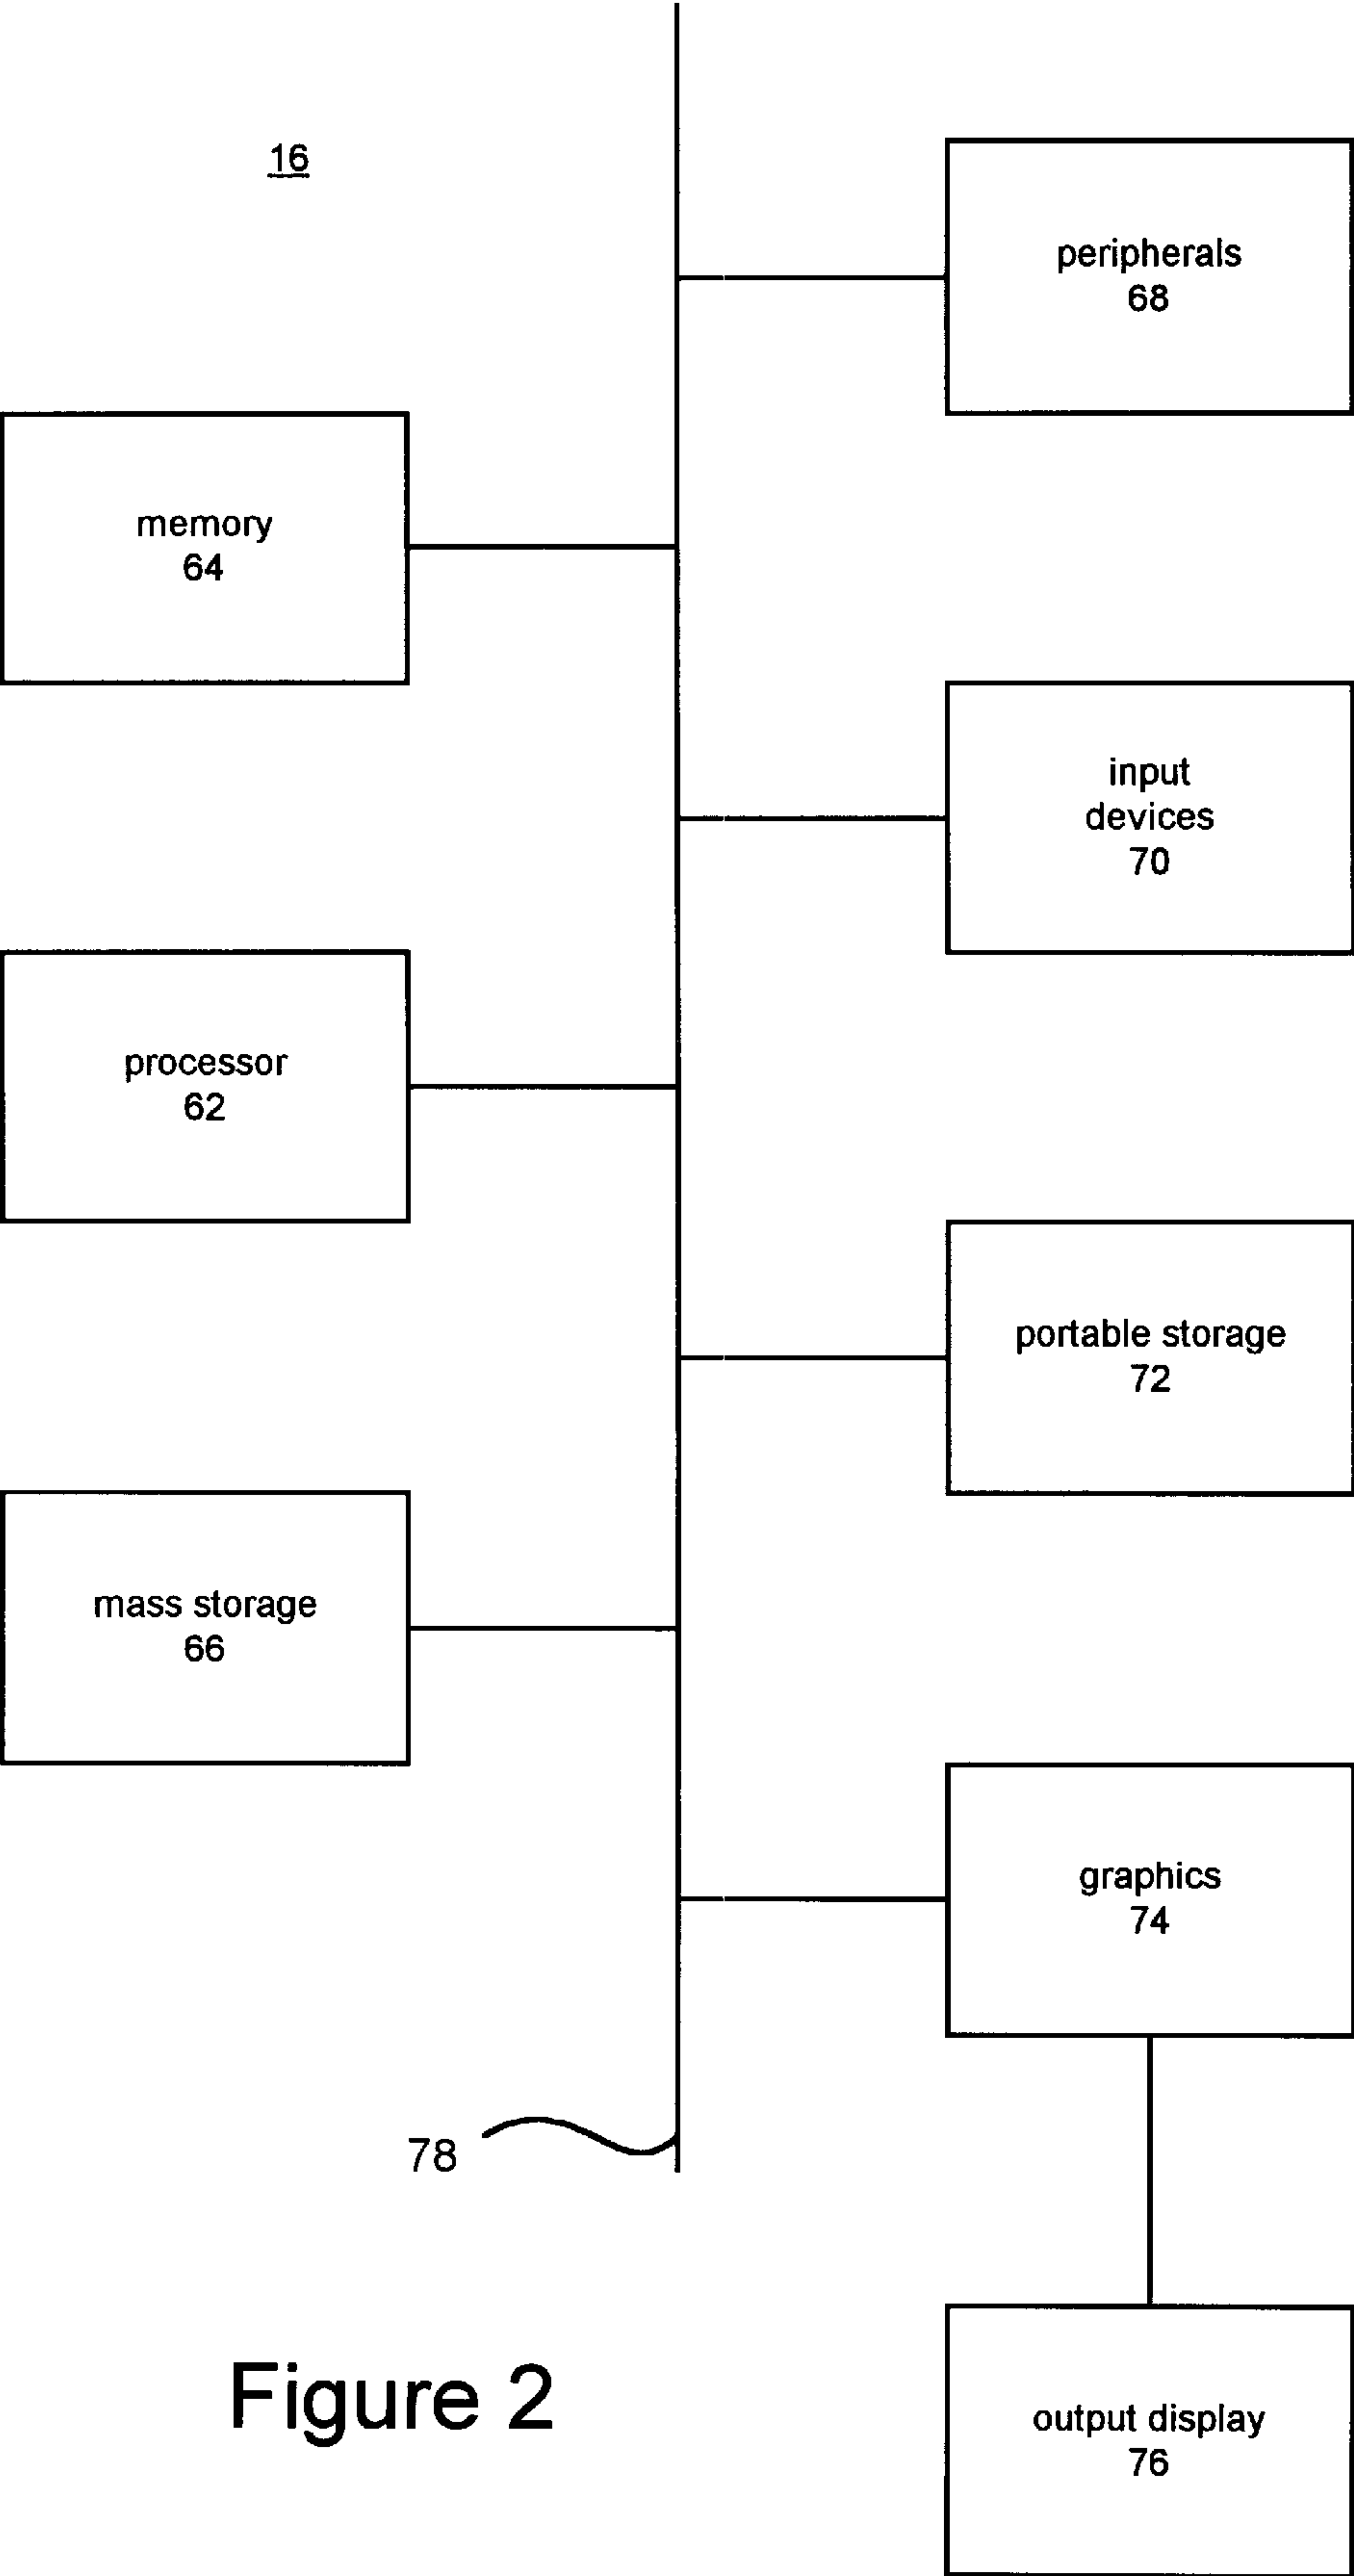 16
peripherals
68
memory
64
input
devices
70
processor
62
portable storage
72
mass storage
66
graphics
74
78
Figure 2
output display
76